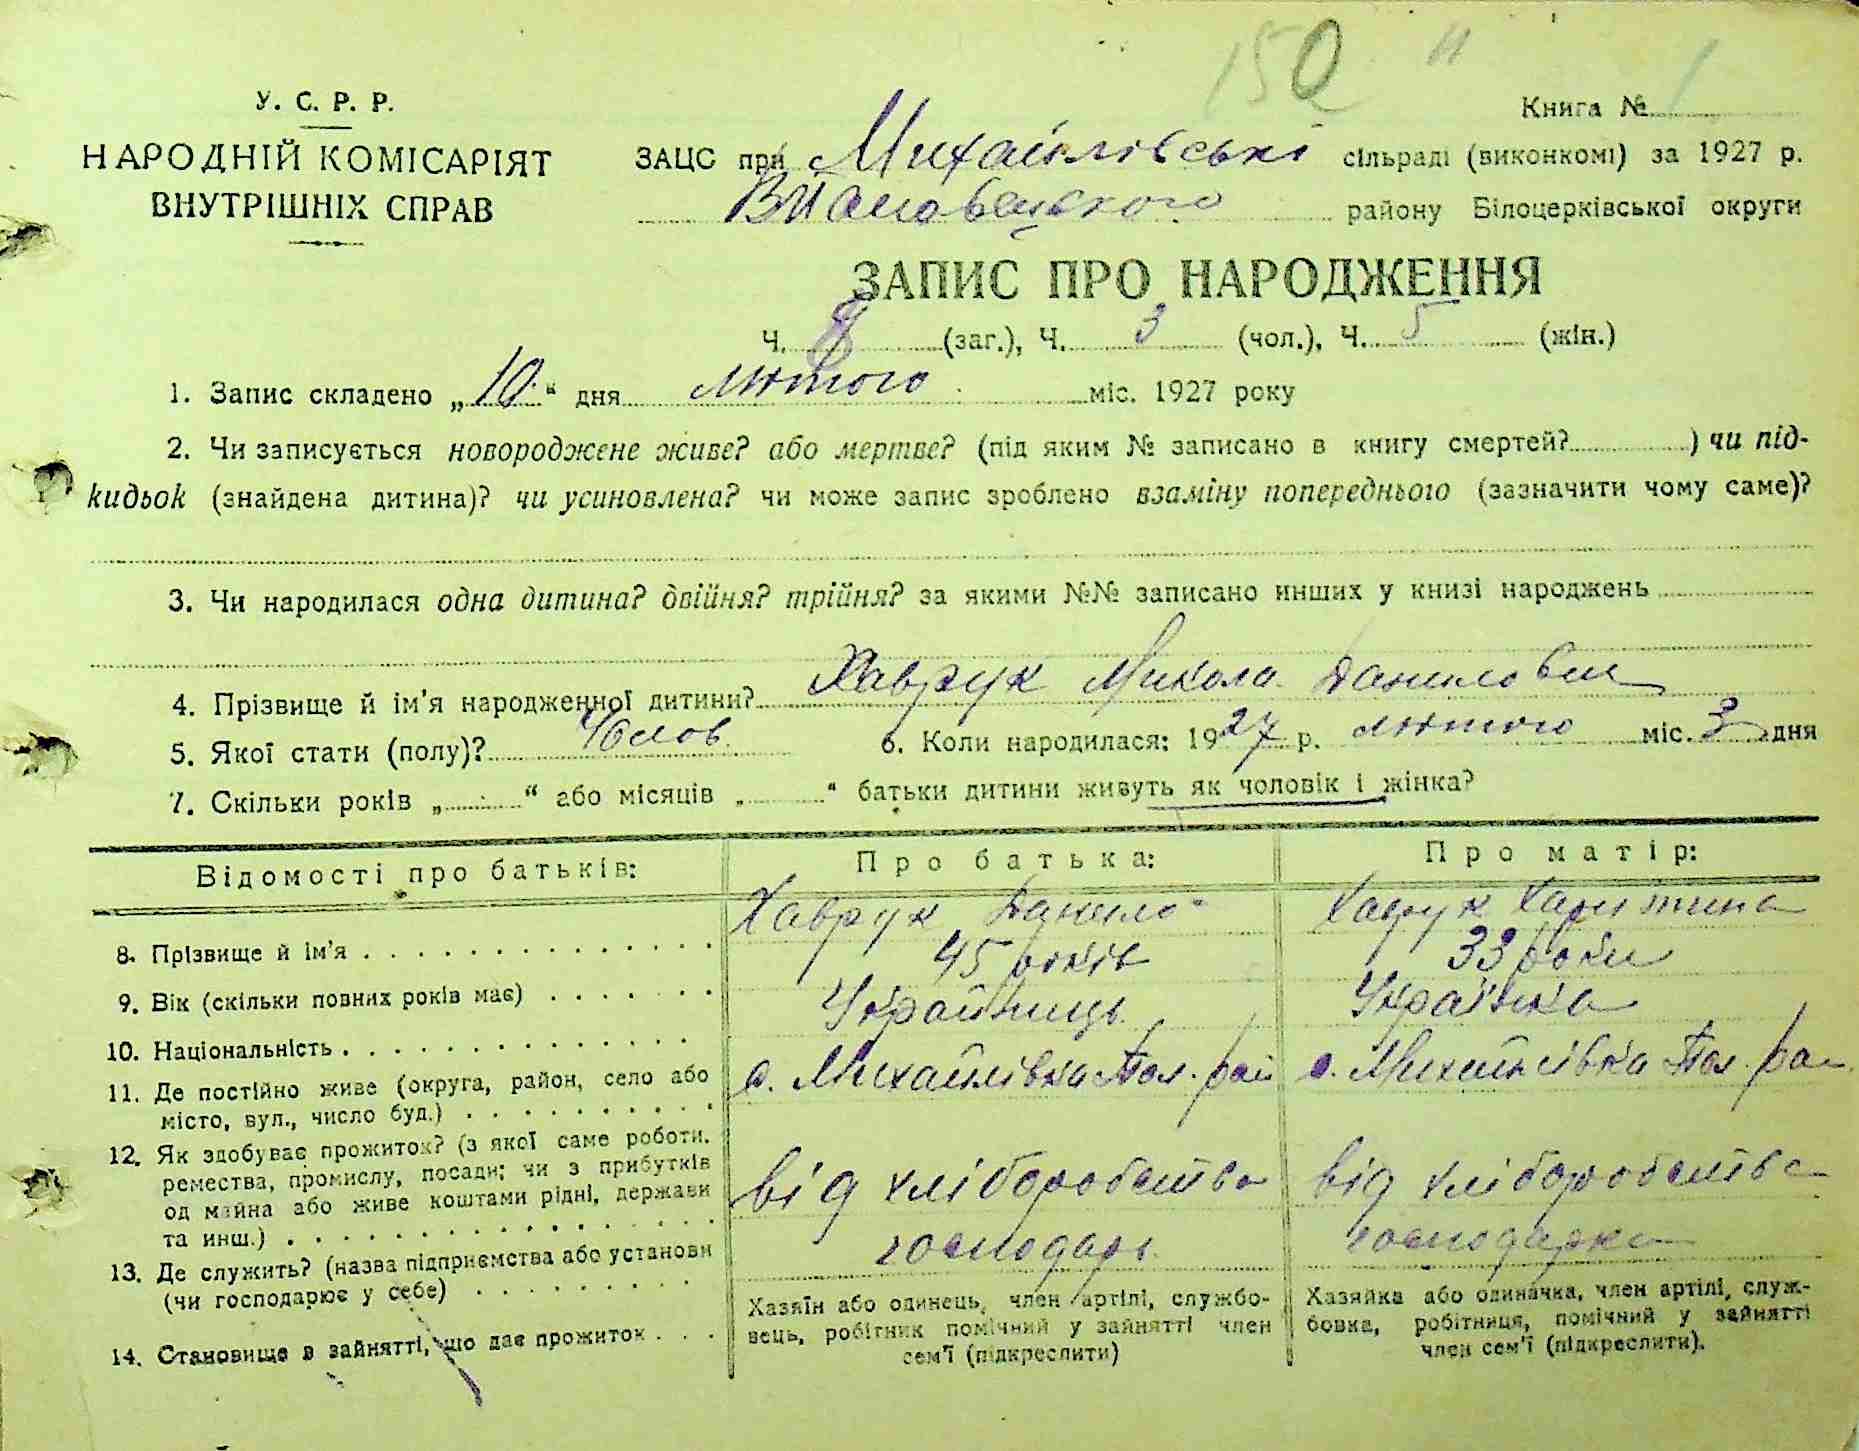 150 " 1
У. С. Р. Р.
Книга № 1
НАРОДНІЙ КОМІСАРІЯТ
ВНУТРІШНІХ СПРАВ
ЗАЦС при Михайлівські сільраді (виконкомі) за 1927 р.
району Білоцерківської округи
ЗАПИС ПРО НАРОДЖЕННЯ
Ч. 8 (заг.), Ч. 3 (чол.), Ч. 5 (жін.)
1. Запис складено „10“ дня лютого міс. 1927 року
2. Чи записується новороджене живе? або мертве? (під яким № записано в книгу смертей? ) чи під-
кидьок (знайдена дитина)? чи усиновлена? чи може запис зроблено взаміну попереднього (зазначити чому саме)?
3. Чи народилася одна дитина? двійня? трійня? за якими №№ записано инших у книзі народжень
4. Прізвище й ім'я народженної дитини? Хаврук Микола Данилович
5. Якої стати (полу)? Чолов. 6. Коли народилася: 1927 р. лютого міс. 3 дня
7. Скільки років „ “ або місяців „ “ батьки дитини живуть як чоловік і жінка?
Відомості про батьків: Про батька: Про матір:
8. Прізвище й ім'я Хаврук Данило Хаврук Харитина
9. Вік (скільки повних років має) 45 років 33 роки
10. Національність Українець Українка
11. Де постійно живе (округа, район, село або
місто, вул., число буд.) с. Михайлівка рай с. Михайлівка
12. Як здобуває прожиток? (з якої саме роботи.
ремества, промислу, посади; чи з прибутків
од майна або живе коштами рідні, держави
та инш.) від хліборобства від хліборобства
13. Де служить? (назва підприємства або установи
(чи господарює у себе) господарь господарка
14. Становище в зайнятті, що дає прожиток
Хазяїн або одинець, член артілі, службо-
вець, робітник помічний у зайнятті член
сем'ї (підкреслити)
Хазяйка або одиначка, член артілі, служ-
бовка, робітниця, помічний у зайнятті
член сем'ї (підкреслити).